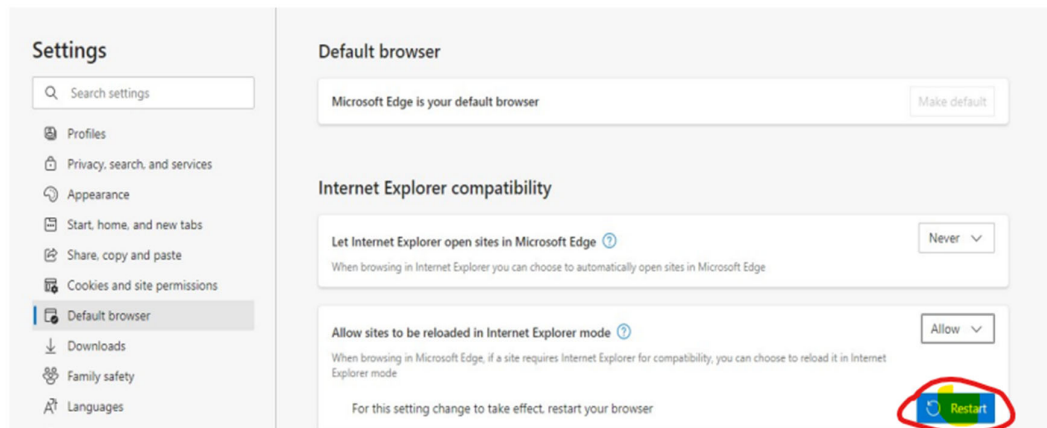 Settings
Search settings
Profiles
Privacy, search, and services
Appearance
Start, home, and new tabs
Share, copy and paste
Cookies and site permissions
Default browser
Downloads
Family safety
Languages
Default browser
Microsoft Edge is your default browser
Make default
Internet Explorer compatibility
Let Internet Explorer open sites in Microsoft Edge
Never
When browsing in Internet Explorer you can choose to automatically open sites in Microsoft Edge
Allow sites to be reloaded in Internet Explorer mode
Allow
When browsing in Microsoft Edge, if a site requires Internet Explorer for compatibility, you can choose to reload it in Internet
Explorer mode
For this setting change to take effect, restart your browser
Restart